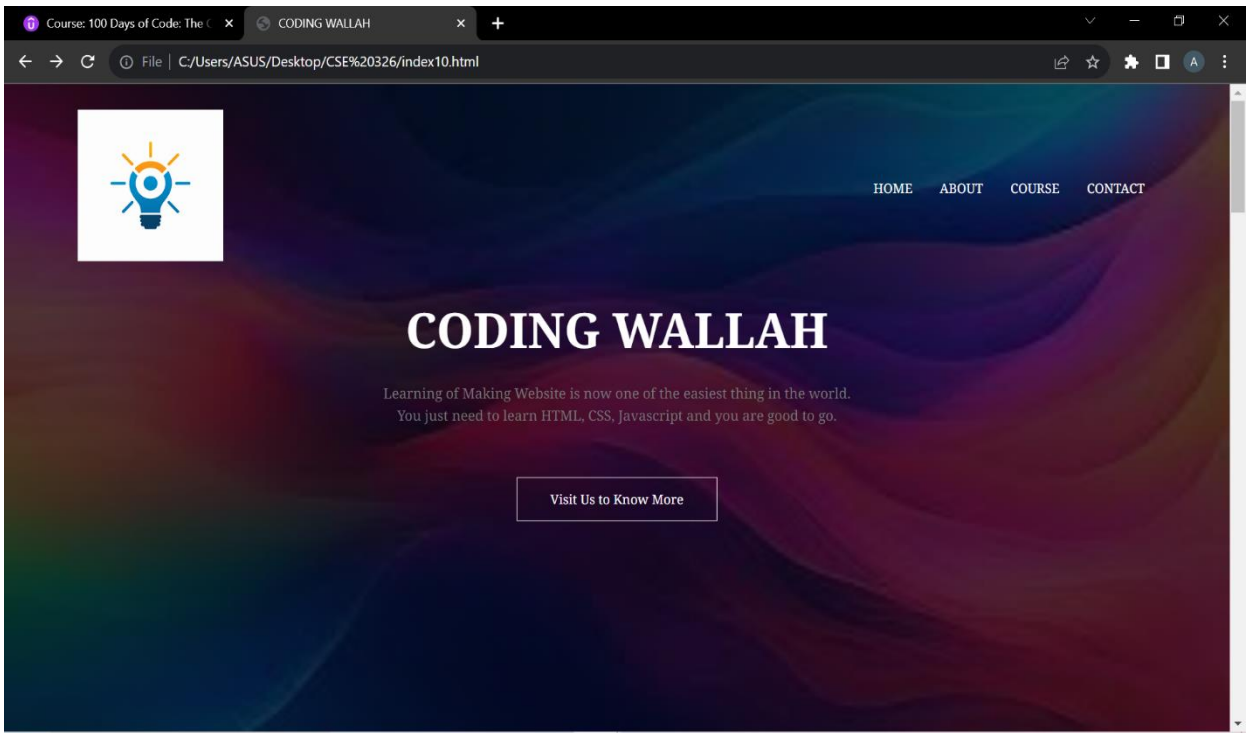 Course: 100 Days of Code: The
CODING WALLAH
File | C:/Users/ASUS/Desktop/CSE%20326/index10.html
A
HOME ABOUT COURSE CONTACT
CODING WALLAH
Learning of Making Website is now one of the easiest thing in the world.
You just need to learn HTML, CSS, Javascript and you are good to go.
Visit Us to Know More